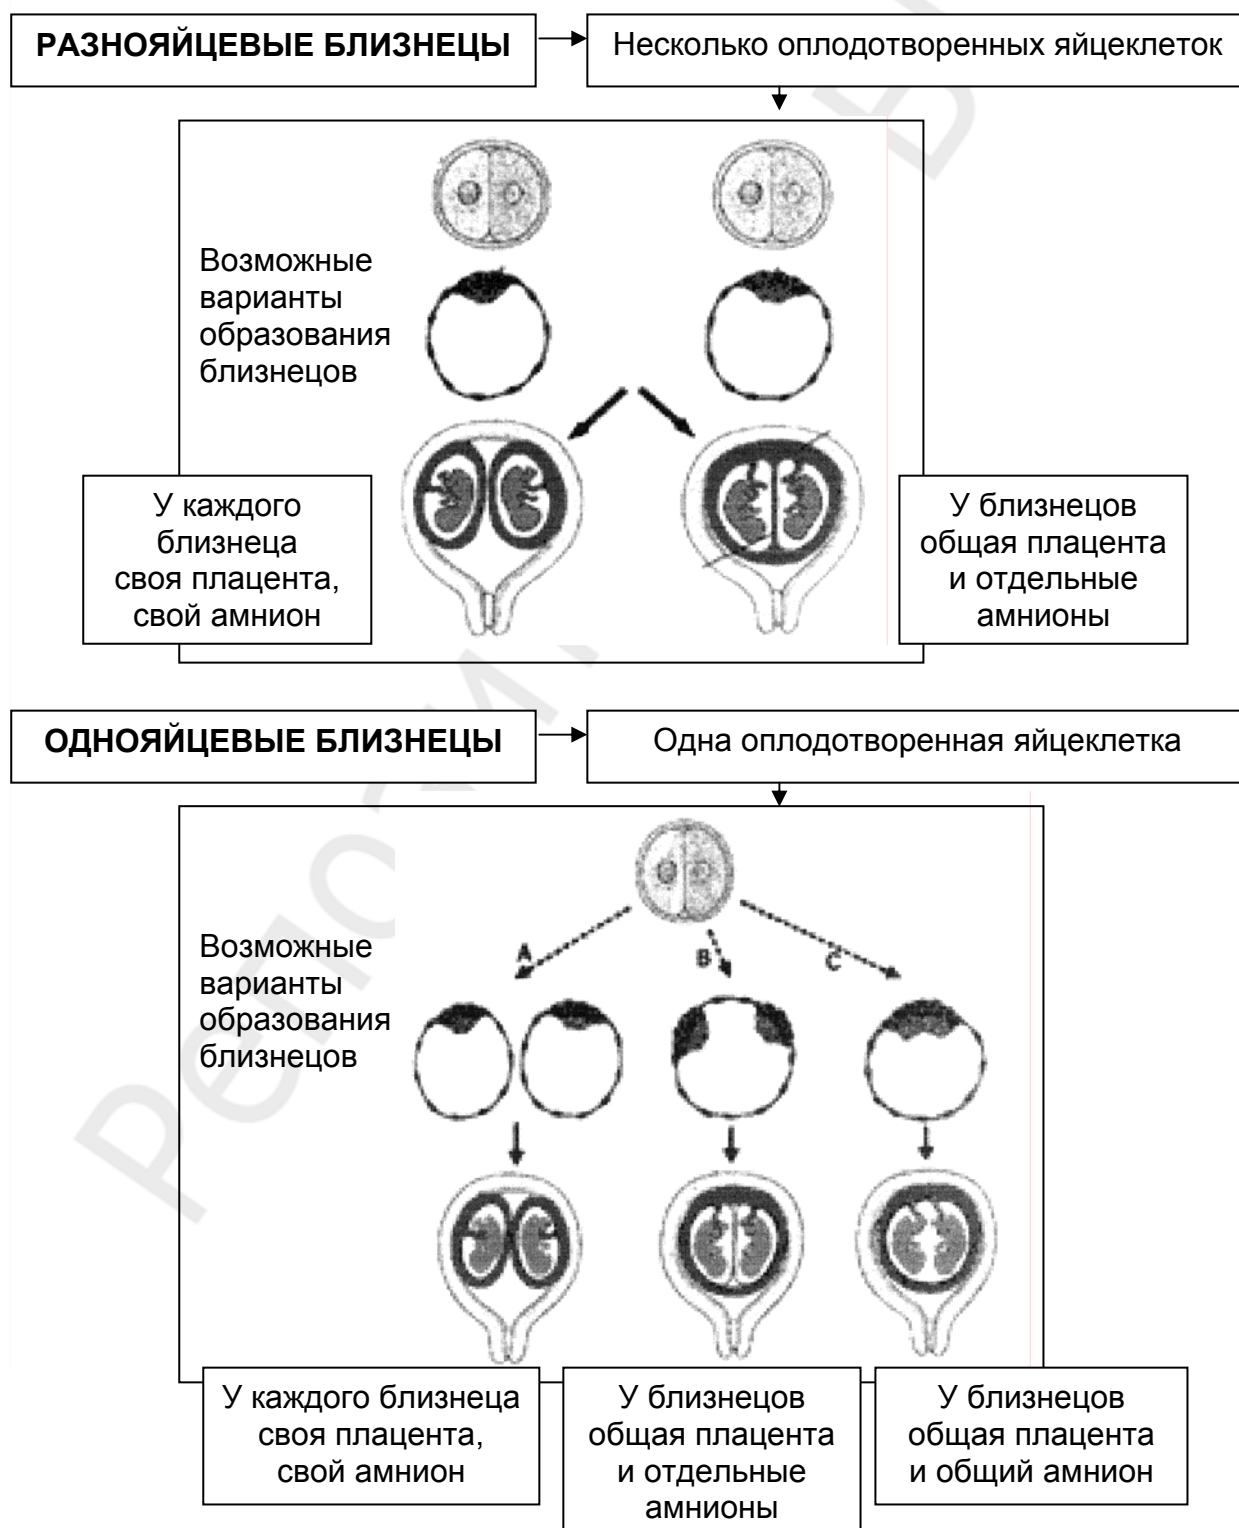 РАЗНОЯЙЦЕВЫЕ БЛИЗНЕЦЫ
Несколько оплодотворенных яйцеклеток
Возможные
варианты
образования
близнецов
У каждого
близнеца
своя плацента,
свой амнион
У близнецов
общая плацента
и отдельные
амнионы
ОДНОЯЙЦЕВЫЕ БЛИЗНЕЦЫ
Одна оплодотворенная яйцеклетка
Возможные
варианты
образования
близнецов
A
B
C
У каждого близнеца
своя плацента,
свой амнион
У близнецов
общая плацента
и отдельные
амнионы
У близнецов
общая плацента
и общий амнион